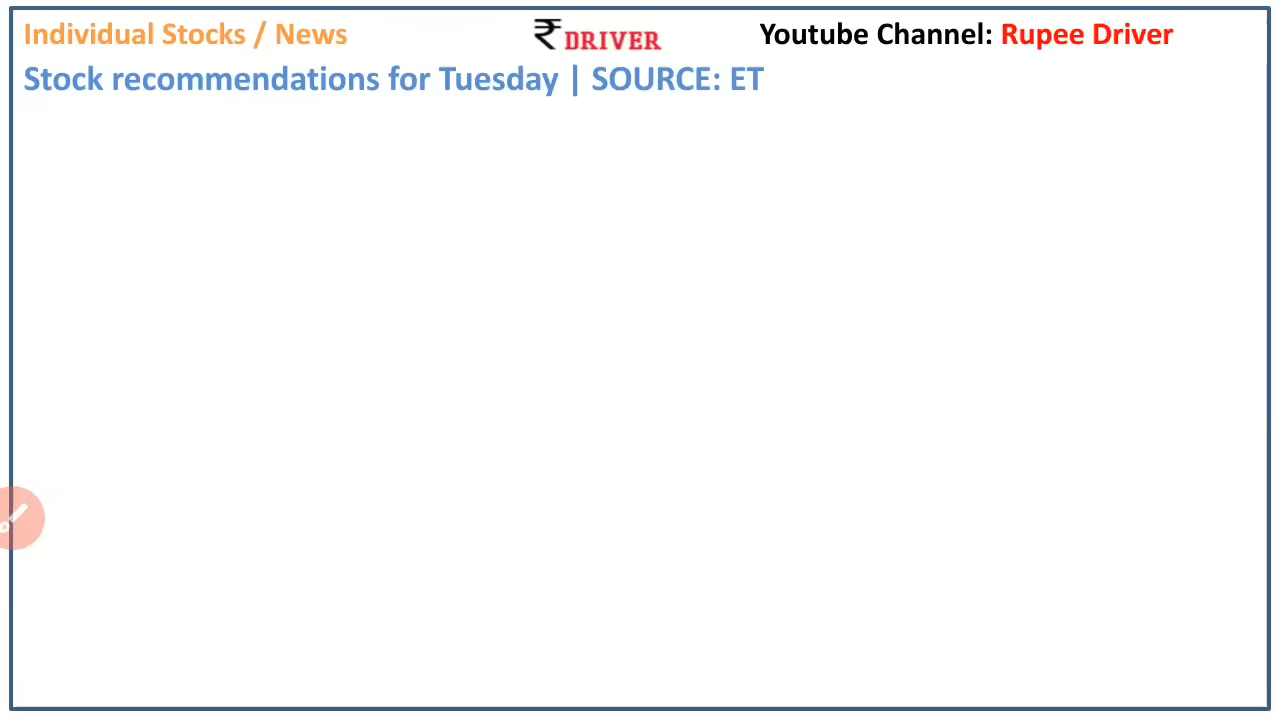 Individual Stocks / News ₹ DRIVER Youtube Channel: Rupee Driver
Stock recommendations for Tuesday | SOURCE: ET